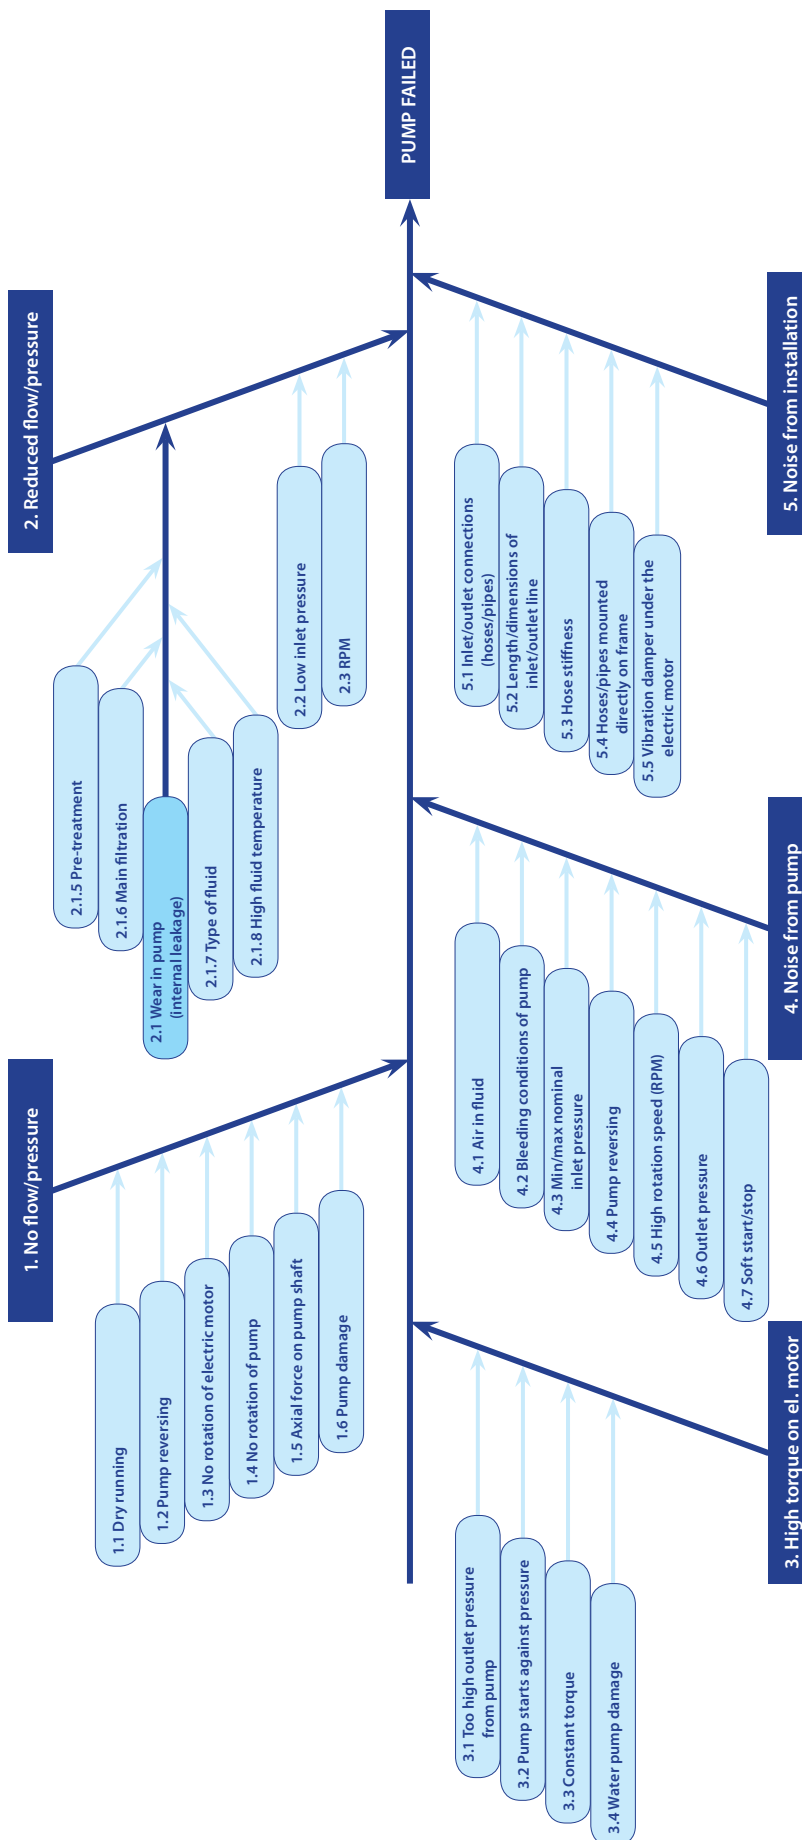 1. No flow/pressure
1.1 Dry running
1.2 Pump reversing
1.3 No rotation of electric motor
1.4 No rotation of pump
1.5 Axial force on pump shaft
1.6 Pump damage
2. Reduced flow/pressure
2.1.5 Pre-treatment
2.1.6 Main filtration
2.1 Wear in pump
(internal leakage)
2.1.7 Type of fluid
2.1.8 High fluid temperature
2.2 Low inlet pressure
2.3 RPM
PUMP FAILED
3.1 Too high outlet pressure
from pump
3.2 Pump starts against pressure
3.3 Constant torque
3.4 Water pump damage
3. High torque on el. motor
4.1 Air in fluid
4.2 Bleeding conditions of pump
4.3 Min/max nominal
inlet pressure
4.4 Pump reversing
4.5 High rotation speed (RPM)
4.6 Outlet pressure
4.7 Soft start/stop
4. Noise from pump
5.1 Inlet/outlet connections
(hoses/pipes)
5.2 Length/dimensions of
inlet/outlet line
5.3 Hose stiffness
5.4 Hoses/pipes mounted
directly on frame
5.5 Vibration damper under the
electric motor
5. Noise from installation